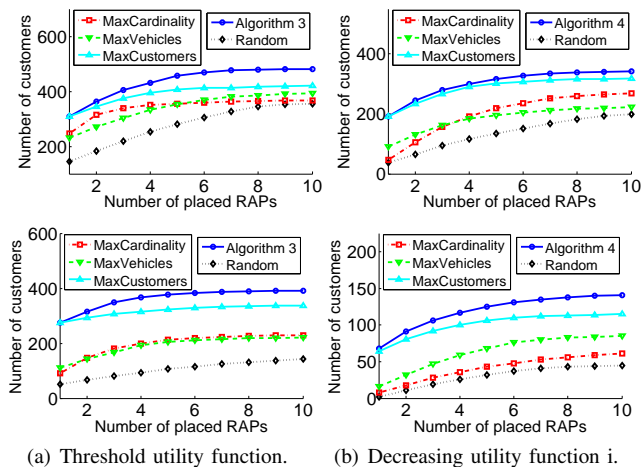 MaxCardinality
MaxVehicles
MaxCustomers
Algorithm 3
Random
Number of customers
600
400
200
2 4 6 8 10
Number of placed RAPs
MaxCardinality
MaxVehicles
MaxCustomers
Algorithm 4
Random
Number of customers
400
200
0
2 4 6 8 10
Number of placed RAPs
MaxCardinality
MaxVehicles
MaxCustomers
Algorithm 3
Random
Number of customers
600
400
200
0
2 4 6 8 10
Number of placed RAPs
MaxCardinality
MaxVehicles
MaxCustomers
Algorithm 4
Random
Number of customers
200
150
100
50
0
2 4 6 8 10
Number of placed RAPs
(a) Threshold utility function.
(b) Decreasing utility function i.